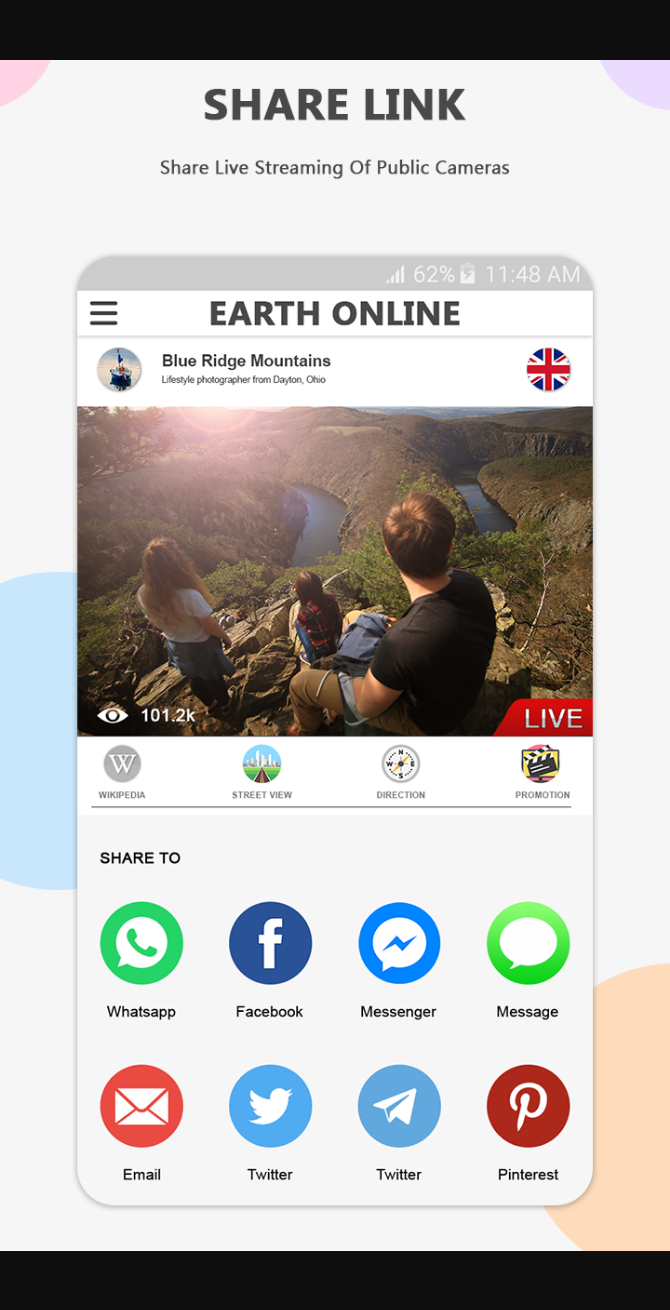 SHARE LINK
Share Live Streaming Of Public Cameras
62% 11:48 AM
EARTH ONLINE
Blue Ridge Mountains
Lifestyle photographer from Dayton, Ohio
101.2k
LIVE
W
N
W E
S
WIKIPEDIA STREET VIEW DIRECTION PROMOTION
SHARE TO
Whatsapp Facebook Messenger Message
Email Twitter Twitter Pinterest